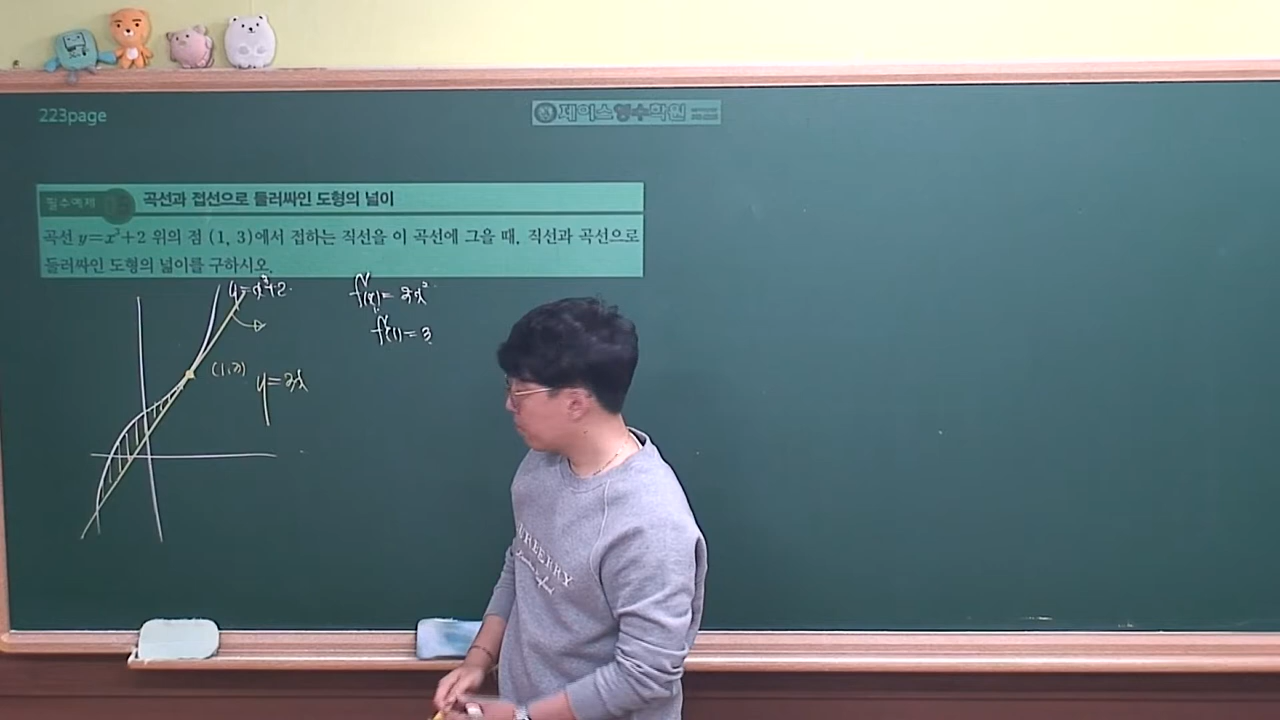 223page
제이스영수학원
필수예제
곡선과 접선으로 둘러싸인 도형의 넓이
곡선 y=x³+2 위의 점 (1, 3)에서 접하는 직선을 이 곡선에 그을 때, 직선과 곡선으로
둘러싸인 도형의 넓이를 구하시오.
y=x³+2
f'(x)=3x²
f'(1)=3
(1,3)
y=3x
BURBERRY